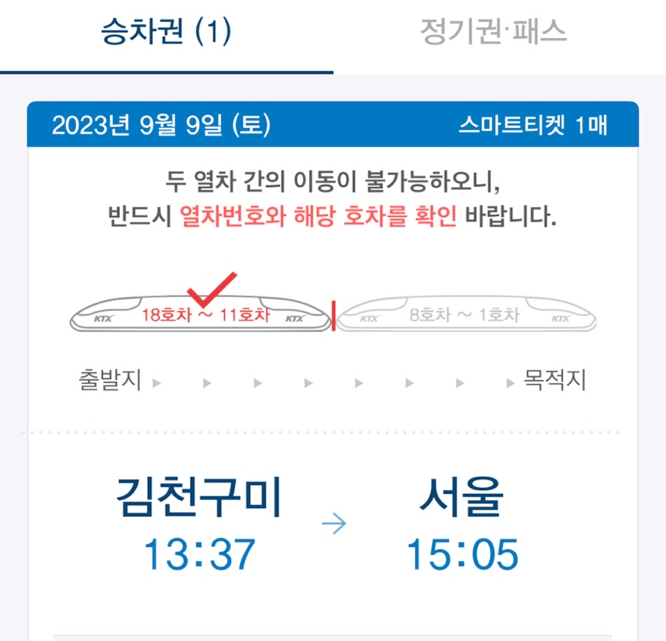 승차권 (1) 정기권·패스
2023년 9월 9일 (토) 스마트티켓 1매
두 열차 간의 이동이 불가능하오니,
반드시 열차번호와 해당 호차를 확인 바랍니다.
KTX 18호차 ~ 11호차 KTX KTX 8호차 ~ 1호차 KTX
출발지 목적지
김천구미 → 서울
13:37 15:05